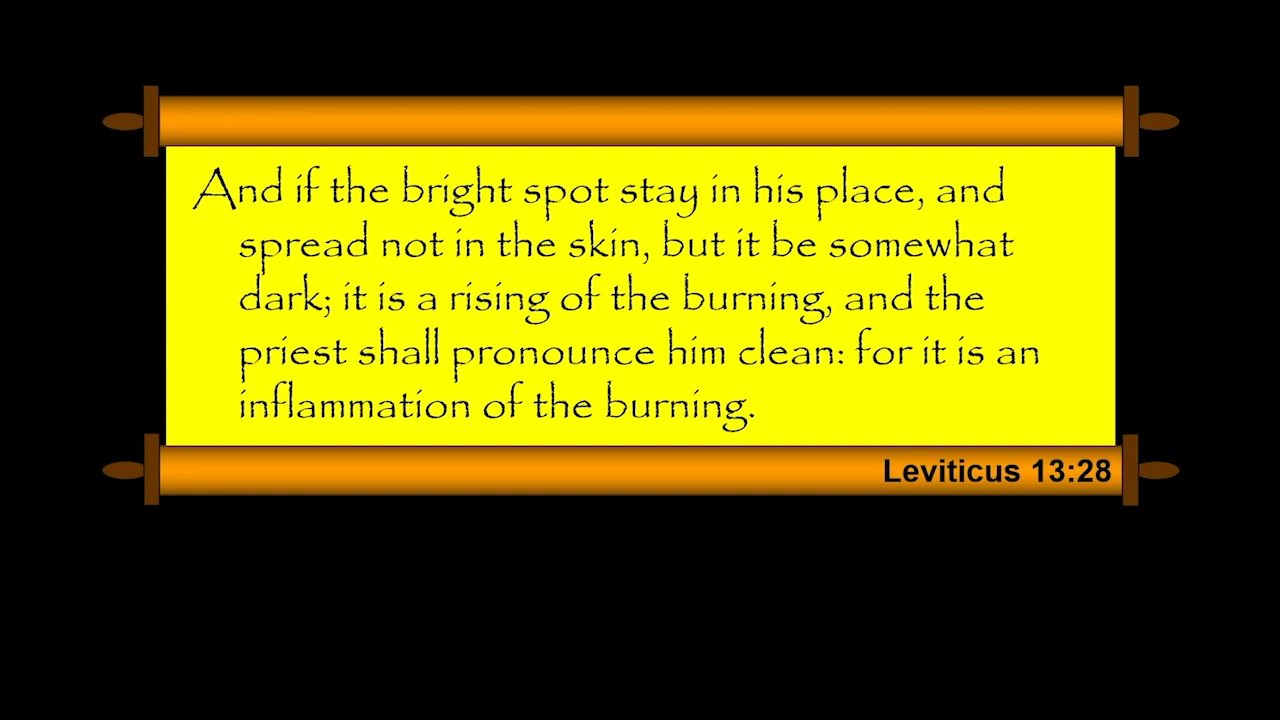 And if the bright spot stay in his place, and
spread not in the skin, but it be somewhat
dark; it is a rising of the burning, and the
priest shall pronounce him clean: for it is an
inflammation of the burning.
Leviticus 13:28